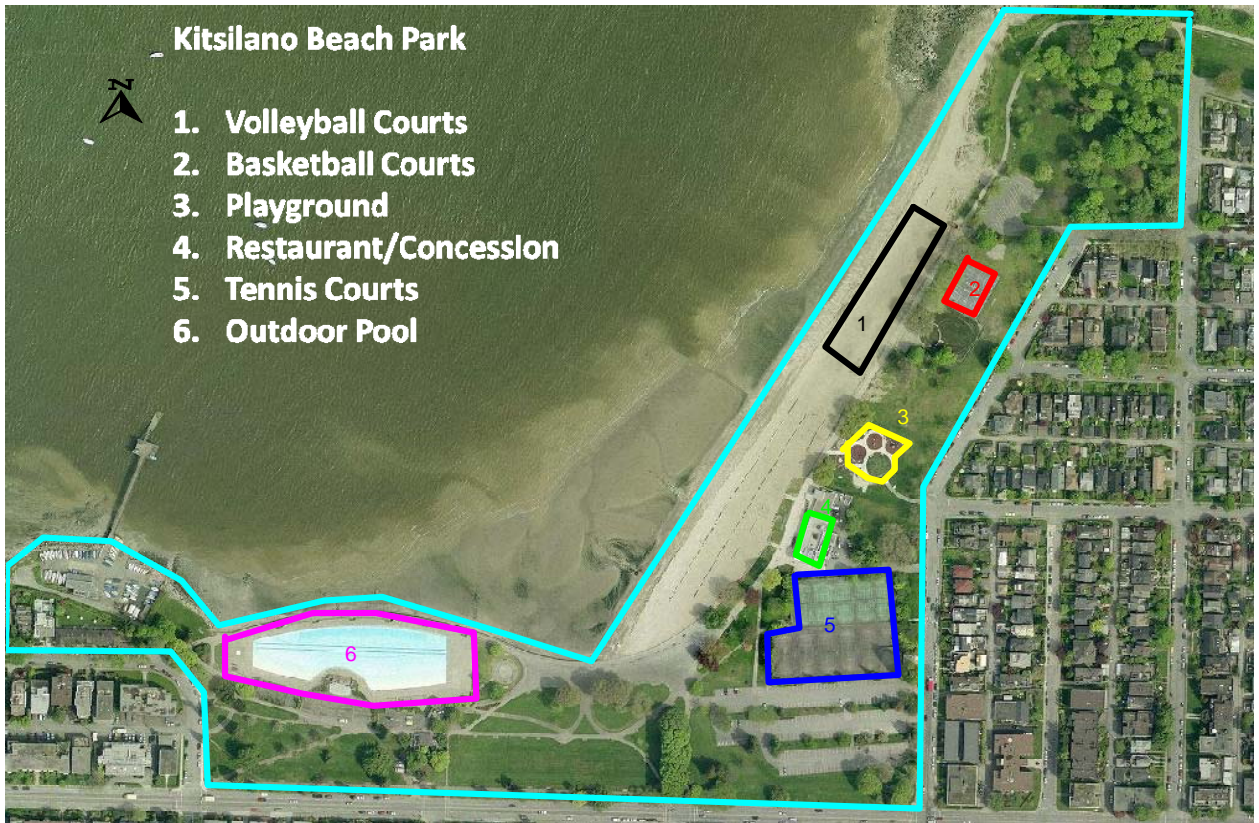 Kitsilano Beach Park
N
1. Volleyball Courts
2. Basketball Courts
3. Playground
4. Restaurant/Concession
5. Tennis Courts
6. Outdoor Pool
1
2
3
4
5
6